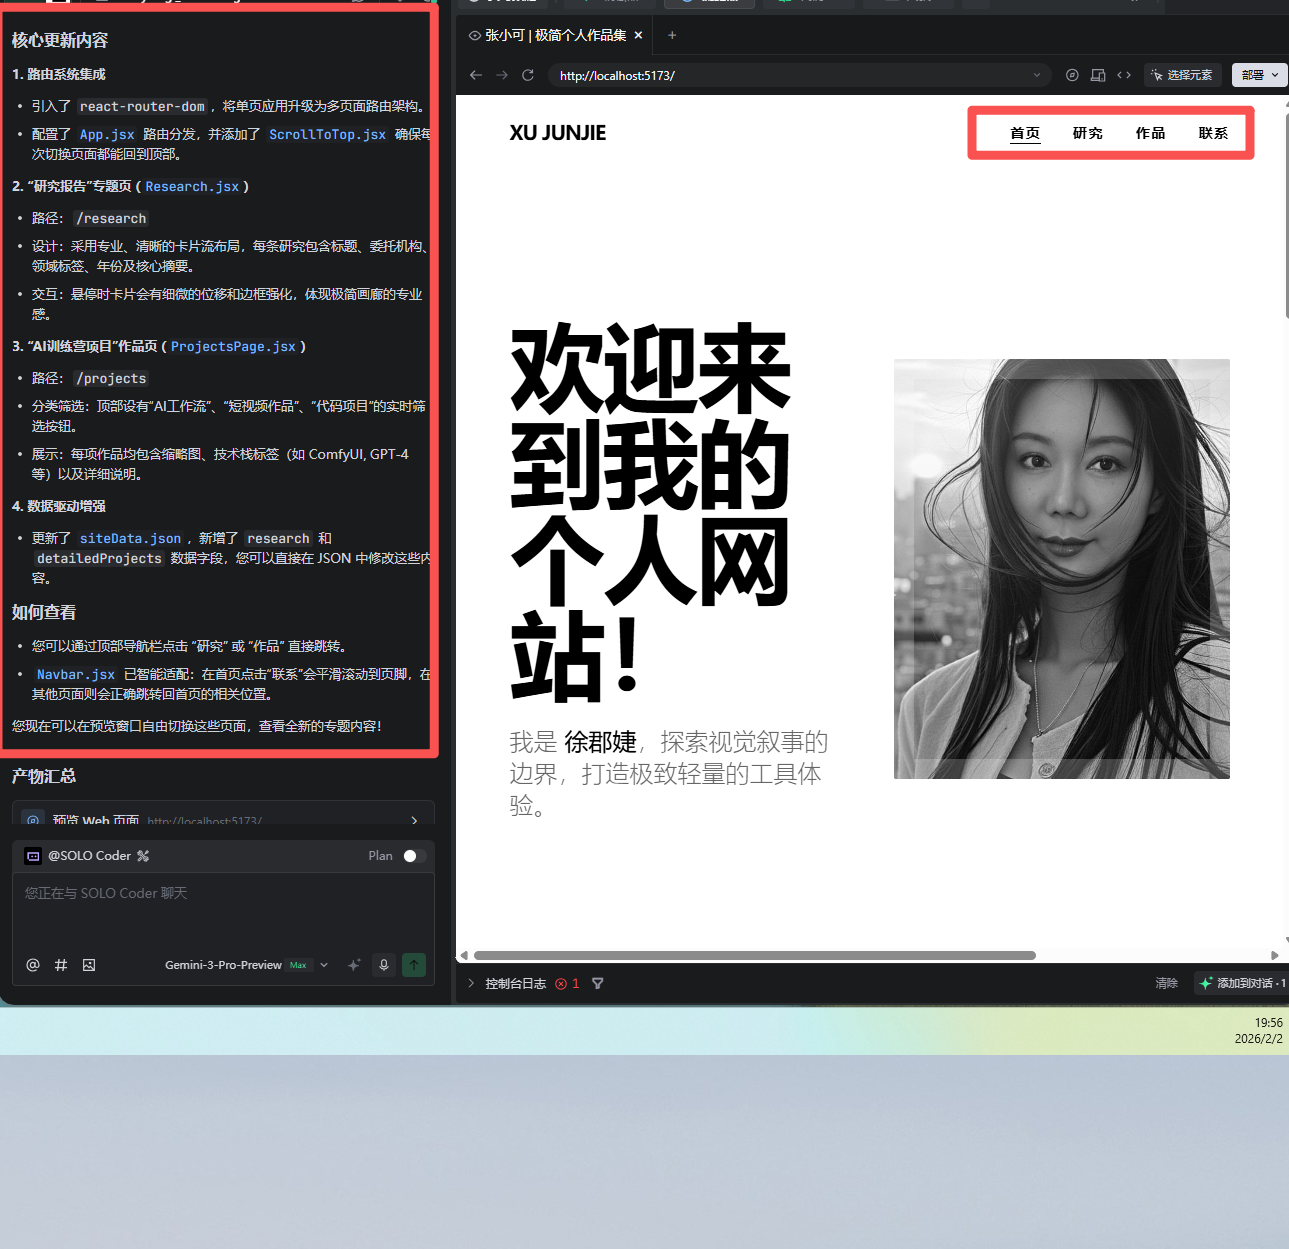 核心更新内容
1. 路由系统集成
• 引入了 react-router-dom ，将单页应用升级为多页面路由架构。
• 配置了 App.jsx 路由分发，并添加了 ScrollToTop.jsx 确保每
次切换页面都能回到顶部。
2. “研究报告”专题页 ( Research.jsx )
• 路径： /research
• 设计：采用专业、清晰的卡片流布局，每条研究包含标题、委托机构、
领域标签、年份及核心摘要。
• 交互：悬停时卡片会有细微的位移和边框强化，体现极简画廊的专业
感。
3. “AI训练营项目”作品页 ( ProjectsPage.jsx )
• 路径： /projects
• 分类筛选：顶部设有“AI工作流”、“短视频作品”、“代码项目”的实时筛
选按钮。
• 展示：每项作品均包含缩略图、技术栈标签（如 ComfyUI, GPT-4
等）以及详细说明。
4. 数据驱动增强
• 更新了 siteData.json ，新增了 research 和
detailedProjects 数据字段，您可以直接在 JSON 中修改这些内
容。
如何查看
• 您可以通过顶部导航栏点击 “研究” 或 “作品” 直接跳转。
• Navbar.jsx 已智能适配：在首页点击“联系”会平滑滚动到页脚，在
其他页面则会正确跳转回首页的相关位置。
您现在可以在预览窗口自由切换这些页面，查看全新的专题内容！
产物汇总
预览 Web 页面 http://localhost:5173/
@SOLO Coder
Plan
您正在与 SOLO Coder 聊天
Gemini-3-Pro-Preview Max
张小可 | 极简个人作品集
http://localhost:5173/
选择元素
部署
XU JUNJIE
首页 研究 作品 联系
欢迎来
到我的
个人网
站！
我是 徐郡婕，探索视觉叙事的
边界，打造极致轻量的工具体
验。
控制台日志 1
清除
添加到对话 · 1
19:56
2026/2/2